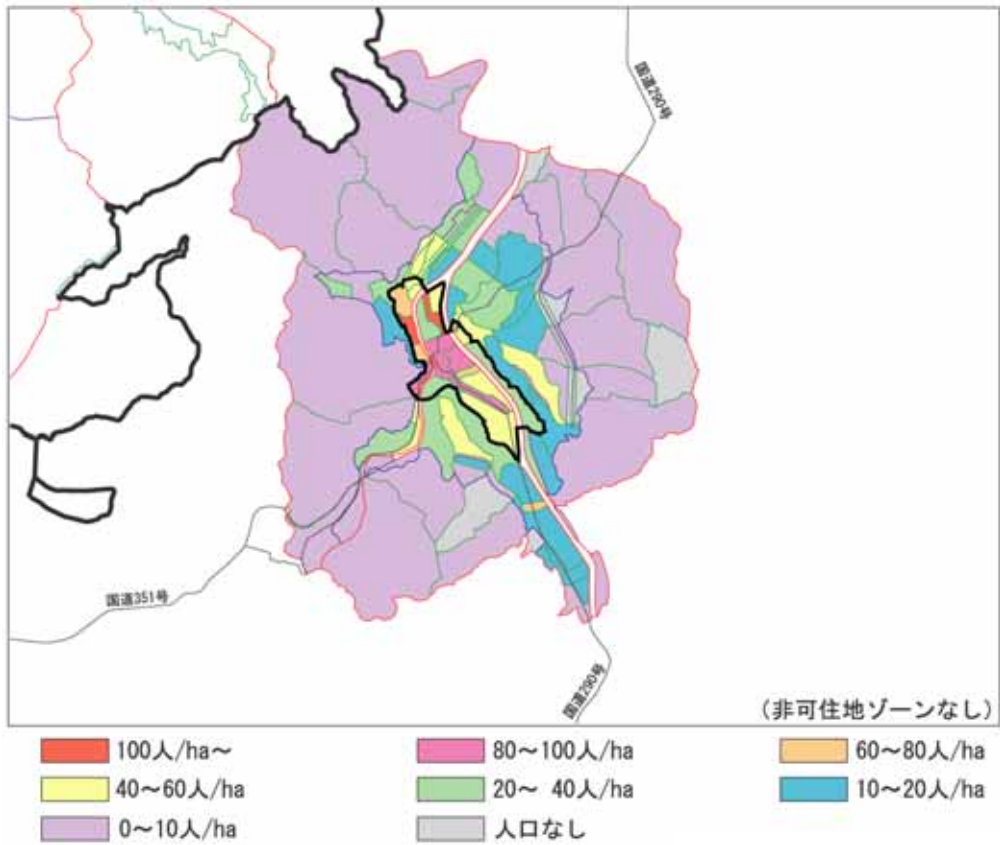 国道290号
国道351号
国道290号
(非可住地ゾーンなし)
100人/ha~
80~100人/ha
60~80人/ha
40~60人/ha
20~ 40人/ha
10~20人/ha
0~10人/ha
人口なし